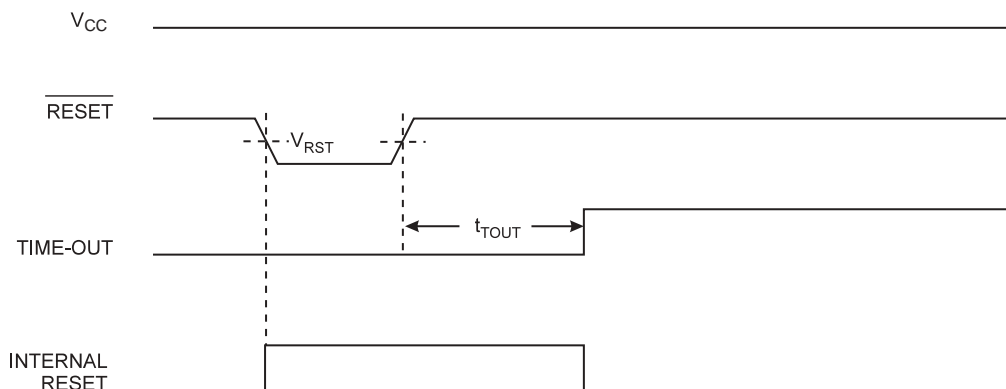 VCC
RESET
VRST
tTOUT
TIME-OUT
INTERNAL
RESET